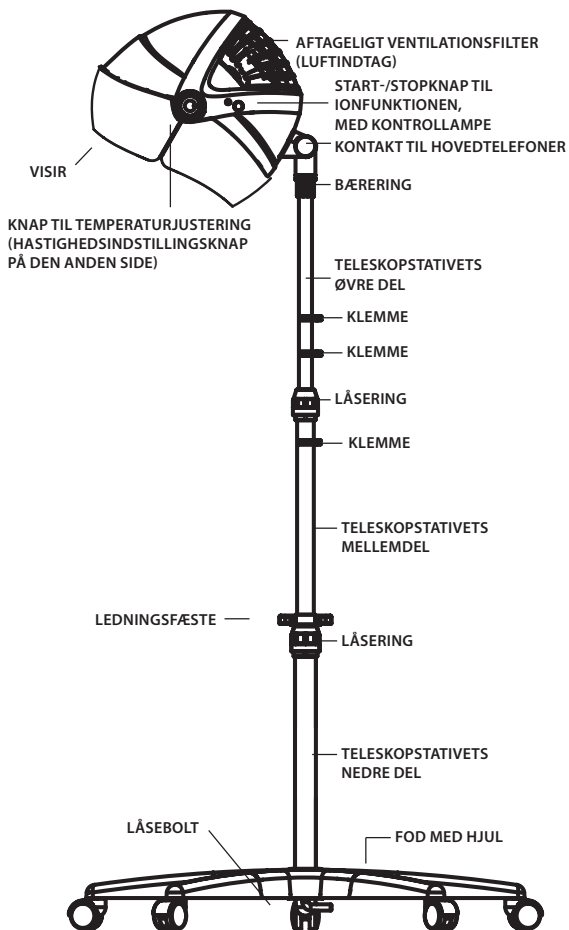 AFTAGELIGT VENTILATIONSFILTER
(LUFTINDTAG)
START-/STOPKNAP TIL
IONFUNKTIONEN,
MED KONTROLLAMPE
KONTAKT TIL HOVEDTELEFONER
VISIR
BÆRERING
KNAP TIL TEMPERATURJUSTERING
(HASTIGHEDSINDSTILLINGSKNAP
PÅ DEN ANDEN SIDE)
TELESKOPSTATIVETS
ØVRE DEL
KLEMME
KLEMME
LÅSERING
KLEMME
TELESKOPSTATIVETS
MELLEMDEL
LEDNINGSFÆSTE
LÅSERING
TELESKOPSTATIVETS
NEDRE DEL
LÅSEBOLT
FOD MED HJUL